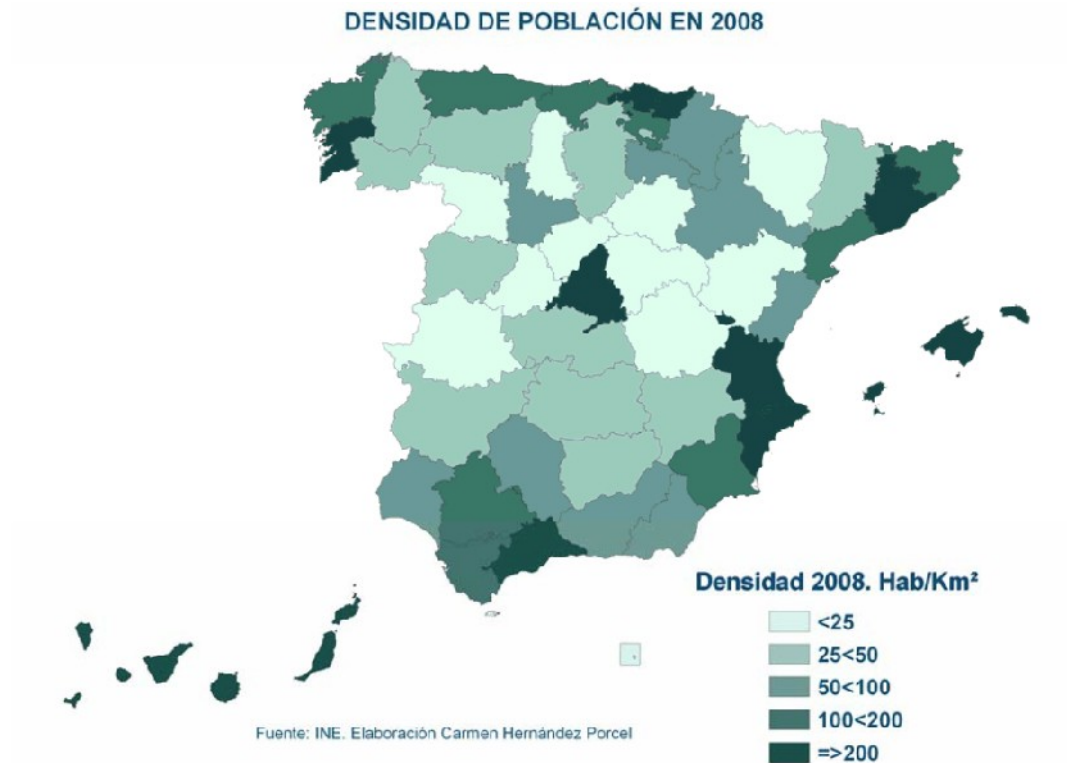 DENSIDAD DE POBLACIÓN EN 2008
Densidad 2008. Hab/Km²
<25
25<50
50<100
100<200
=>200
Fuente: INE. Elaboración Carmen Hernández Porcel